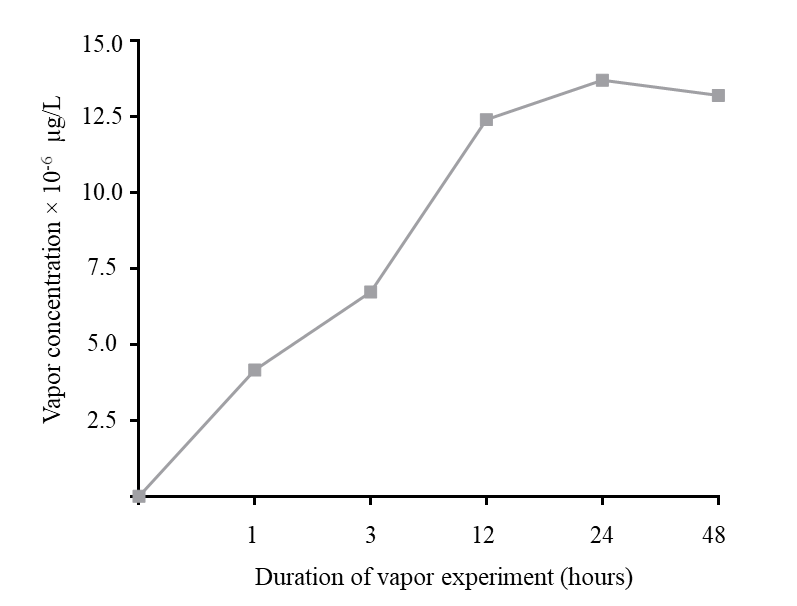 15.0
12.5
10.0
7.5
5.0
2.5
Vapor concentration × 10⁻⁶ µg/L
1 3 12 24 48
Duration of vapor experiment (hours)